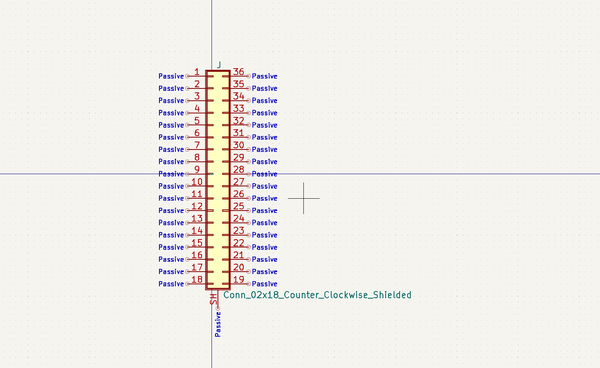 J
Passive 1 36 Passive
Passive 2 35 Passive
Passive 3 34 Passive
Passive 4 33 Passive
Passive 5 32 Passive
Passive 6 31 Passive
Passive 7 30 Passive
Passive 8 29 Passive
Passive 9 28 Passive
Passive 10 27 Passive
Passive 11 26 Passive
Passive 12 25 Passive
Passive 13 24 Passive
Passive 14 23 Passive
Passive 15 22 Passive
Passive 16 21 Passive
Passive 17 20 Passive
Passive 18 19 Passive
SH Conn_02x18_Counter_Clockwise_Shielded
Passive